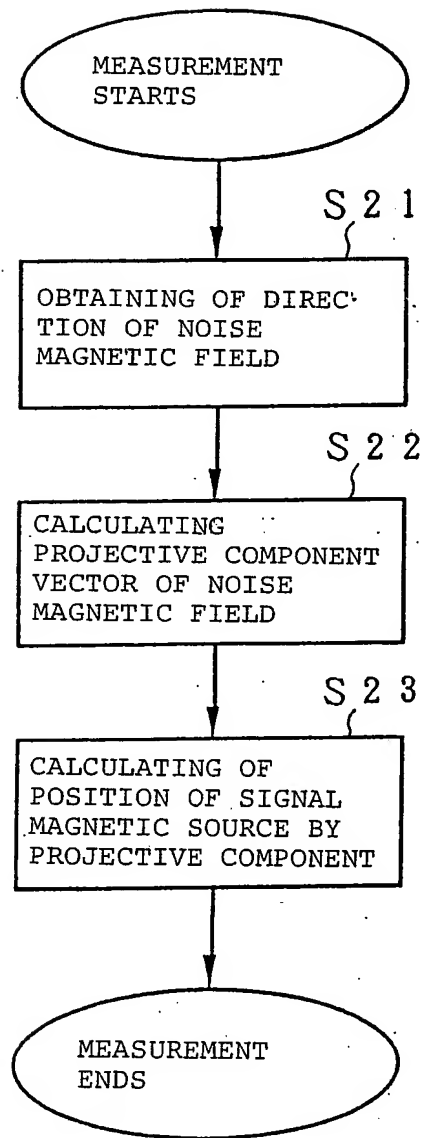 MEASUREMENT
STARTS
S21
OBTAINING OF DIREC-
TION OF NOISE
MAGNETIC FIELD
S22
CALCULATING
PROJECTIVE COMPONENT
VECTOR OF NOISE
MAGNETIC FIELD
S23
CALCULATING OF
POSITION OF SIGNAL
MAGNETIC SOURCE BY
PROJECTIVE COMPONENT
MEASUREMENT
ENDS